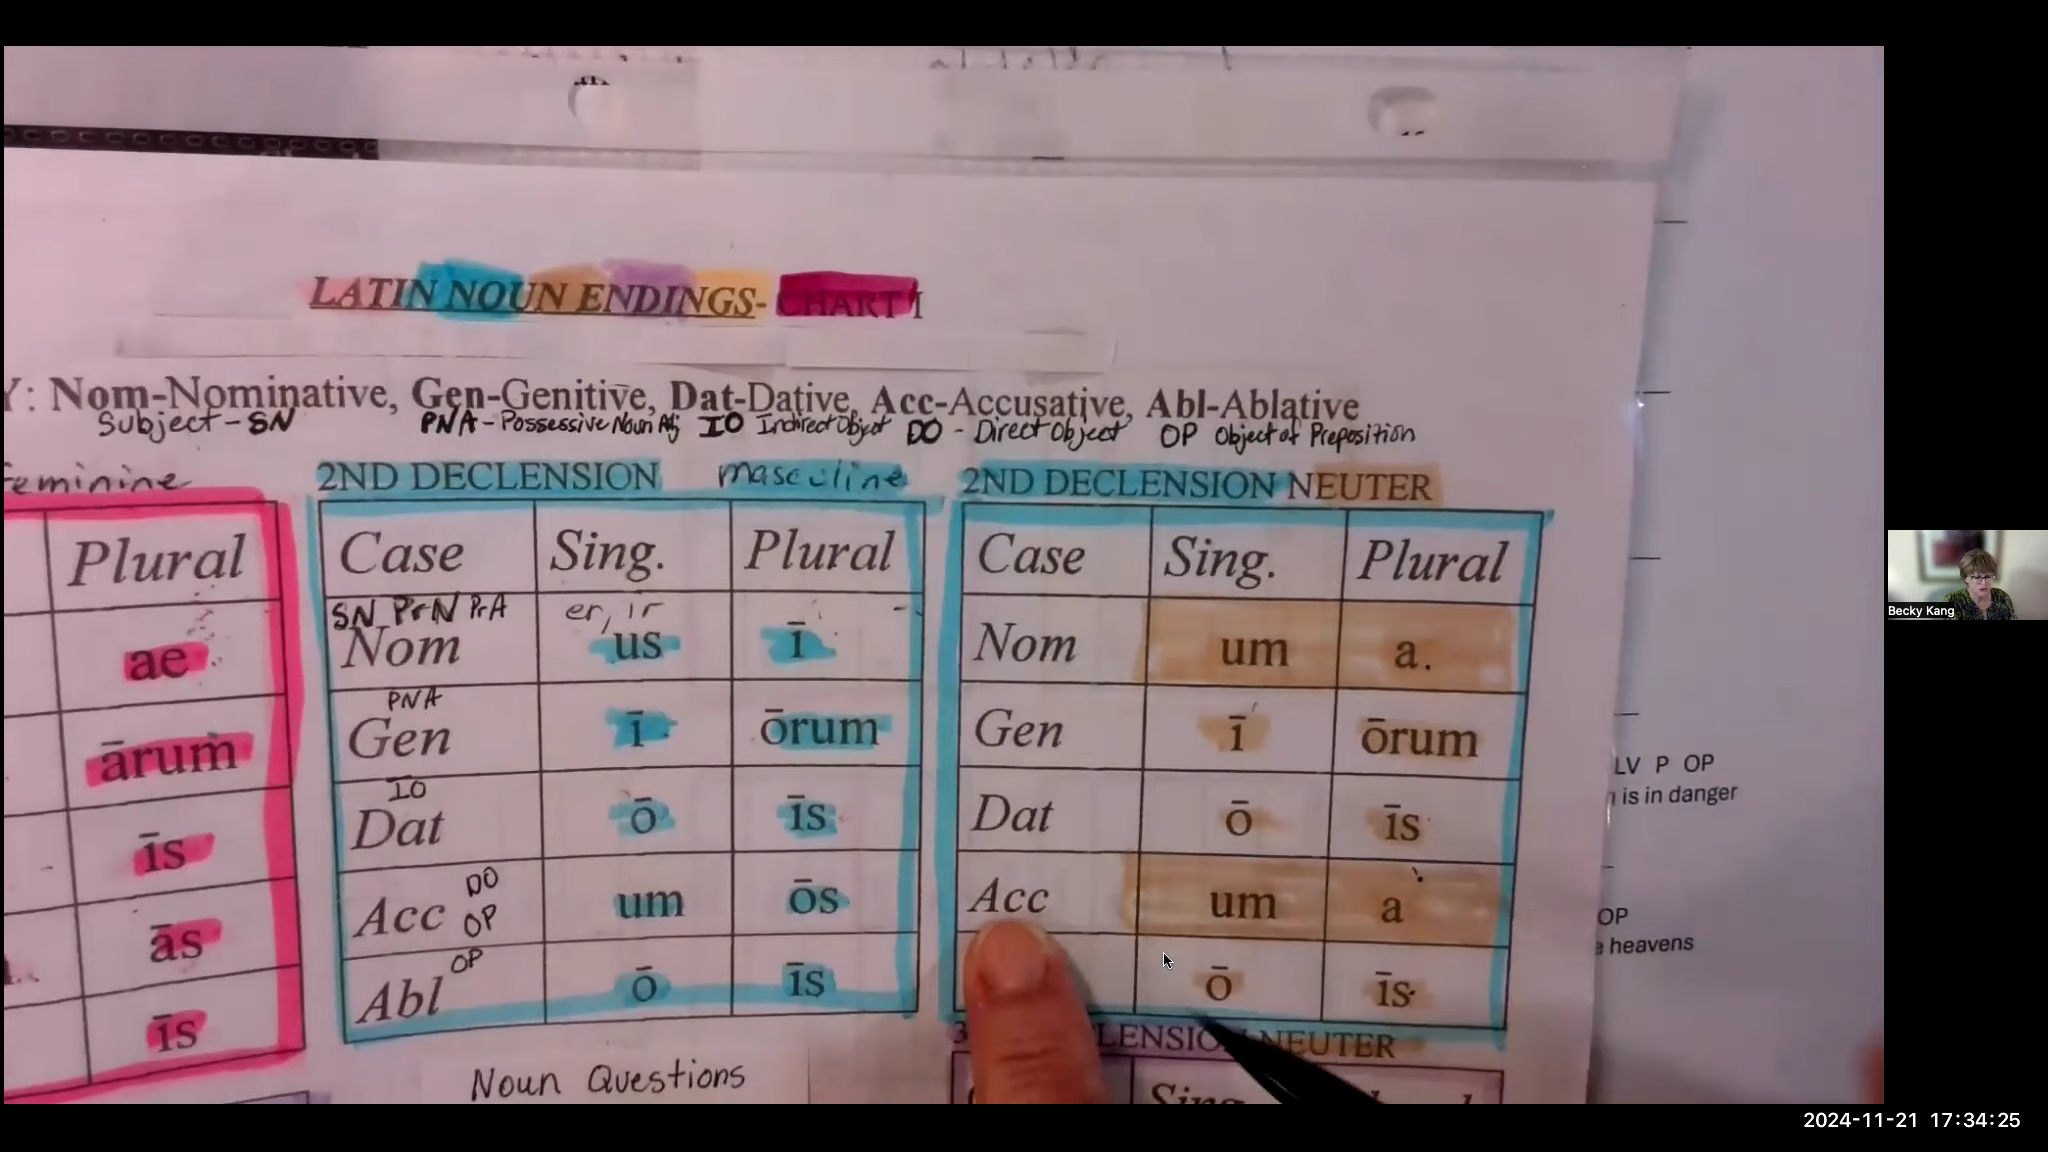 LATIN NOUN ENDINGS- CHART I
Y: Nom-Nominative, Gen-Genitive, Dat-Dative, Acc-Accusative, Abl-Ablative
Subject - SN PNA - Possessive Noun Adj IO Indirect Object DO - Direct Object OP Object of Preposition
feminine
Plural
ae
ārum
īs
ās
īs
2ND DECLENSION masculine
Case Sing. Plural
SN PrN PrA er, ir
Nom us ī
PNA
Gen ī ōrum
IO
Dat ō īs
DO
Acc um ōs
OP
OP
Abl ō īs
Noun Questions
2ND DECLENSION NEUTER
Case Sing. Plural
Nom um a.
Gen ī ōrum
Dat ō īs
Acc um a
ō īs
LENSION NEUTER
Sing
LV P OP
is in danger
OP
heavens
Becky Kang
2024-11-21 17:34:25